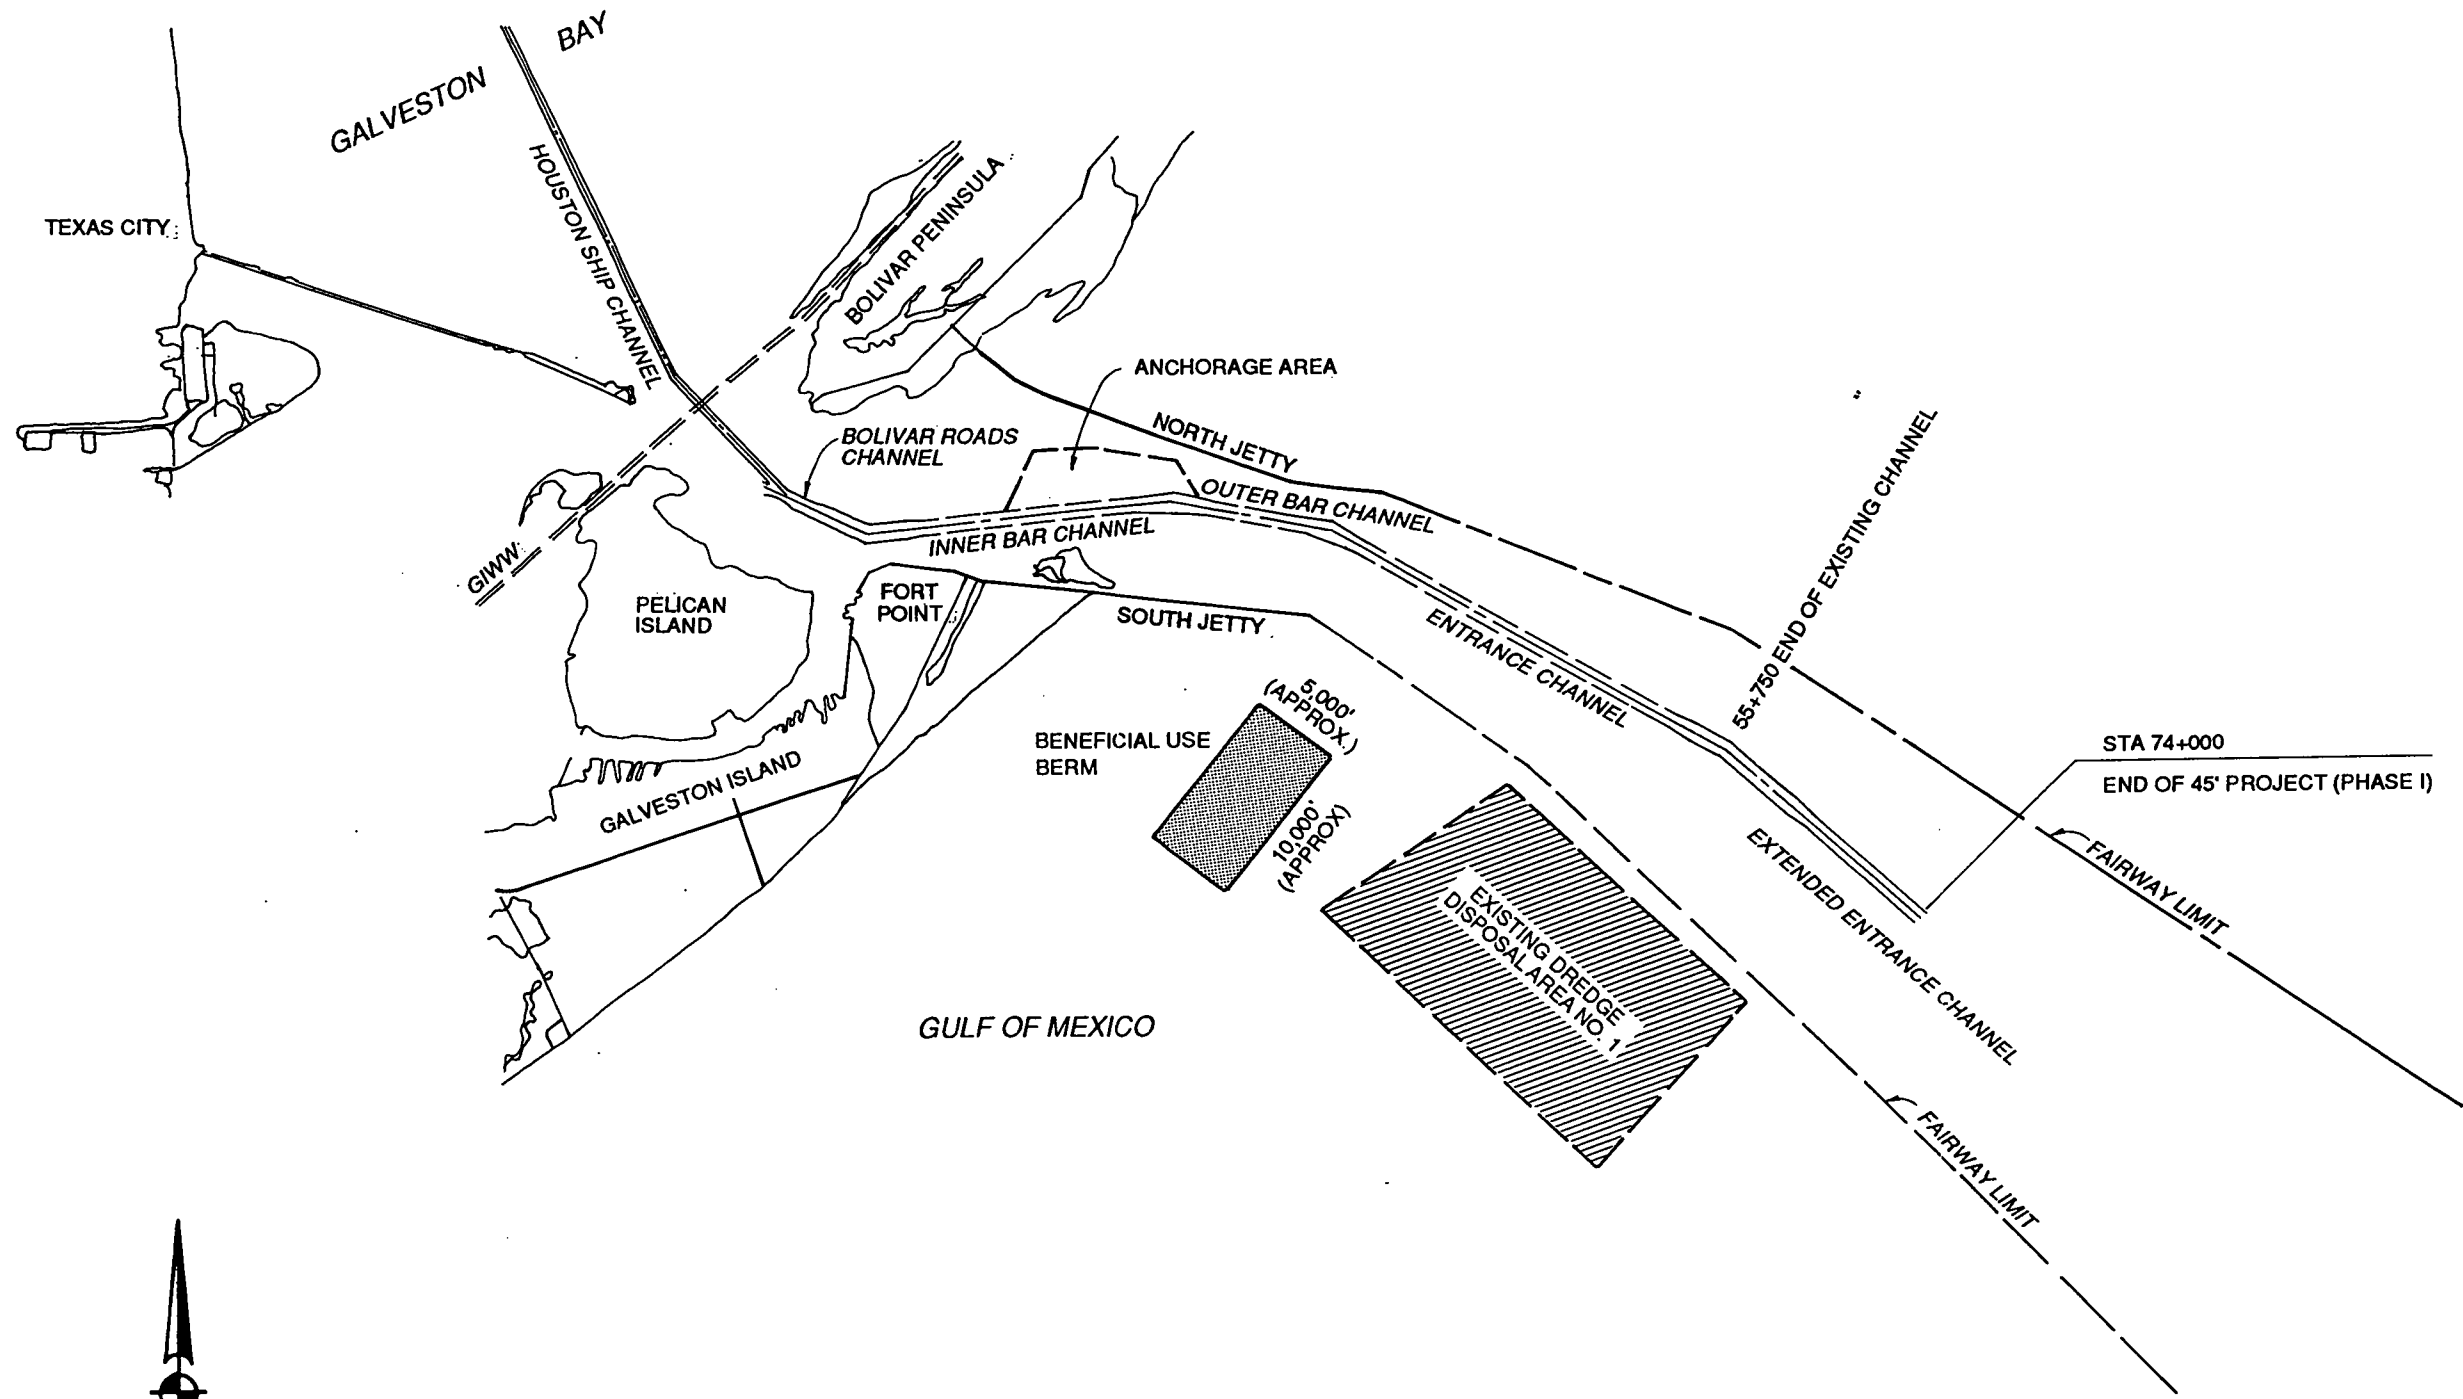 GALVESTON BAY
TEXAS CITY
HOUSTON SHIP CHANNEL
BOLIVAR PENINSULA
ANCHORAGE AREA
NORTH JETTY
BOLIVAR ROADS
CHANNEL
OUTER BAR CHANNEL
INNER BAR CHANNEL
55+750 END OF EXISTING CHANNEL
GIWW
PELICAN
ISLAND
FORT
POINT
SOUTH JETTY
ENTRANCE CHANNEL
5,000'
(APPROX.)
BENEFICIAL USE
BERM
STA 74+000
END OF 45' PROJECT (PHASE I)
GALVESTON ISLAND
10,000'
(APPROX)
EXTENDED ENTRANCE CHANNEL
FAIRWAY LIMIT
EXISTING DREDGE
DISPOSAL AREA NO. 1
GULF OF MEXICO
FAIRWAY LIMIT